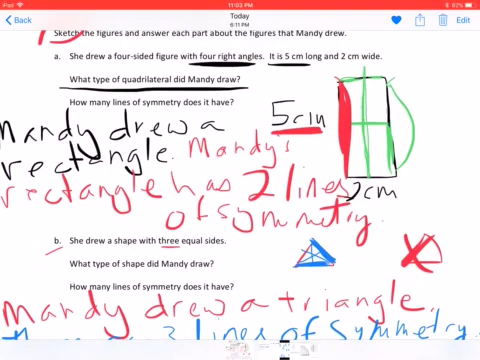 11:03 PM
iPad
82%
Back
Today
6:11 PM
Edit
Sketch the figures and answer each part about the figures that Mandy drew.
a. She drew a four-sided figure with four right angles. It is 5 cm long and 2 cm wide.
What type of quadrilateral did Mandy draw?
How many lines of symmetry does it have?
5cm
2cm
Mandy drew a
rectangle. Mandys
rectangle has 2 lines
of symmetry.
b. She drew a shape with three equal sides.
What type of shape did Mandy draw?
How many lines of symmetry does it have?
Mandy drew a triangle.
3 lines of symmetry.